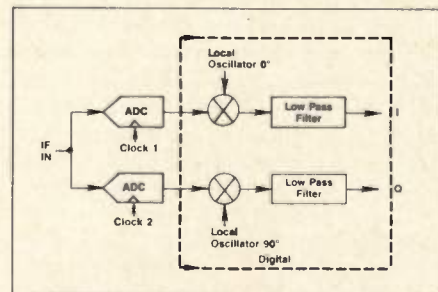 Local
Oscillator 0°
ADC
Low Pass
Filter
I
Clock 1
IF
IN
ADC
Low Pass
Filter
Q
Clock 2
Local
Oscillator 90°
Digital